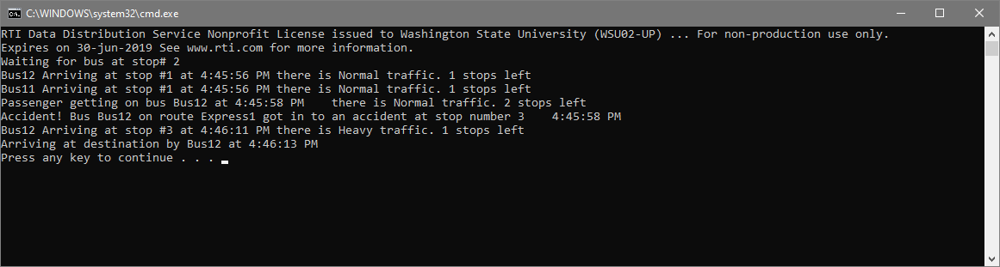 C:\WINDOWS\system32\cmd.exe
RTI Data Distribution Service Nonprofit License issued to Washington State University (WSU02-UP) ... For non-production use only.
Expires on 30-jun-2019 See www.rti.com for more information.
Waiting for bus at stop# 2
Bus12 Arriving at stop #1 at 4:45:56 PM there is Normal traffic. 1 stops left
Bus11 Arriving at stop #1 at 4:45:56 PM there is Normal traffic. 1 stops left
Passenger getting on bus Bus12 at 4:45:58 PM    there is Normal traffic. 2 stops left
Accident! Bus Bus12 on route Express1 got in to an accident at stop number 3    4:45:58 PM
Bus12 Arriving at stop #3 at 4:46:11 PM there is Heavy traffic. 1 stops left
Arriving at destination by Bus12 at 4:46:13 PM
Press any key to continue . . .